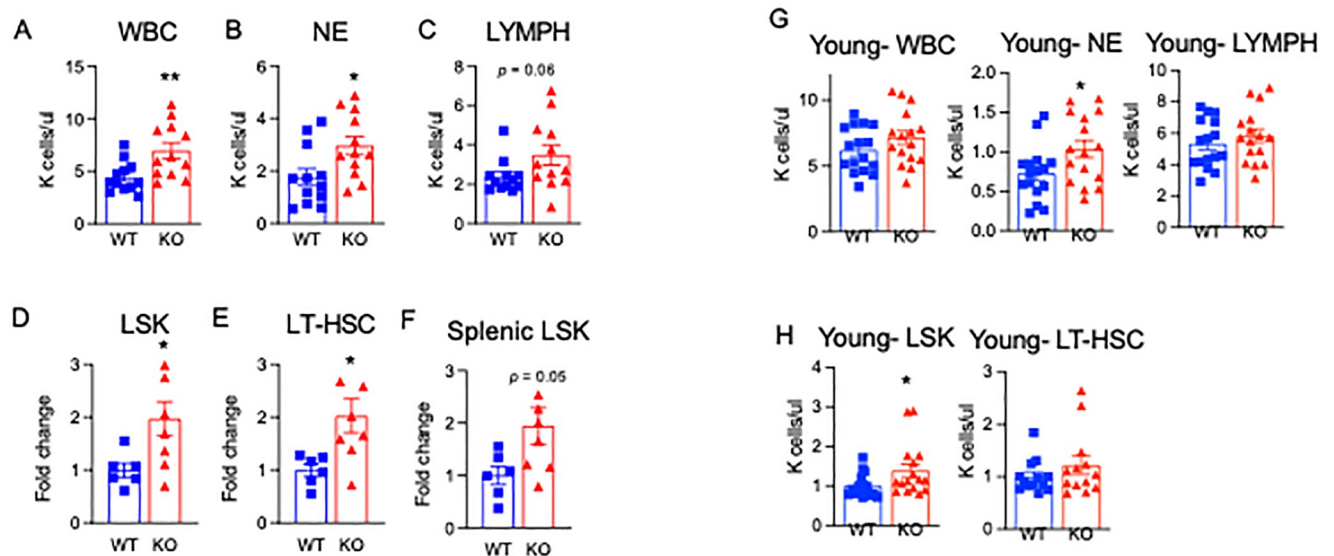 A WBC
15
10
5
0
K cells/ul
**
WT KO
B NE
6
4
2
0
K cells/ul
*
WT KO
C LYMPH
8
6
4
2
0
K cells/ul
p = 0.06
WT KO
G
Young- WBC
10
5
0
K cells/ul
WT KO
Young- NE
2.0
1.5
1.0
0.5
0.0
K cells/ul
*
WT KO
Young- LYMPH
10
8
6
4
2
0
K cells/ul
WT KO
D LSK
3
2
1
0
Fold change
*
WT KO
E LT-HSC
3
2
1
0
Fold change
*
WT KO
F Splenic LSK
3
2
1
0
Fold change
p = 0.05
WT KO
H Young- LSK
4
3
2
1
0
K cells/ul
*
WT KO
Young- LT-HSC
3
2
1
0
K cells/ul
WT KO